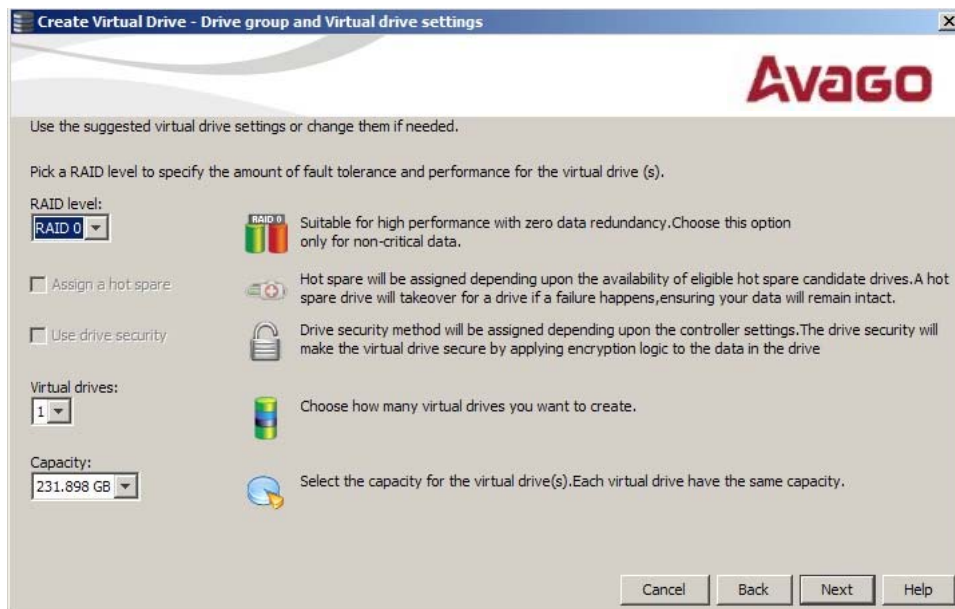 Create Virtual Drive - Drive group and Virtual drive settings
Avago
Use the suggested virtual drive settings or change them if needed.
Pick a RAID level to specify the amount of fault tolerance and performance for the virtual drive (s).
RAID level:
RAID 0
RAID 0
Suitable for high performance with zero data redundancy.Choose this option
only for non-critical data.
Assign a hot spare
Hot spare will be assigned depending upon the availability of eligible hot spare candidate drives.A hot
spare drive will takeover for a drive if a failure happens,ensuring your data will remain intact.
Use drive security
Drive security method will be assigned depending upon the controller settings.The drive security will
make the virtual drive secure by applying encryption logic to the data in the drive
Virtual drives:
1
Choose how many virtual drives you want to create.
Capacity:
231.898 GB
Select the capacity for the virtual drive(s).Each virtual drive have the same capacity.
Cancel
Back
Next
Help